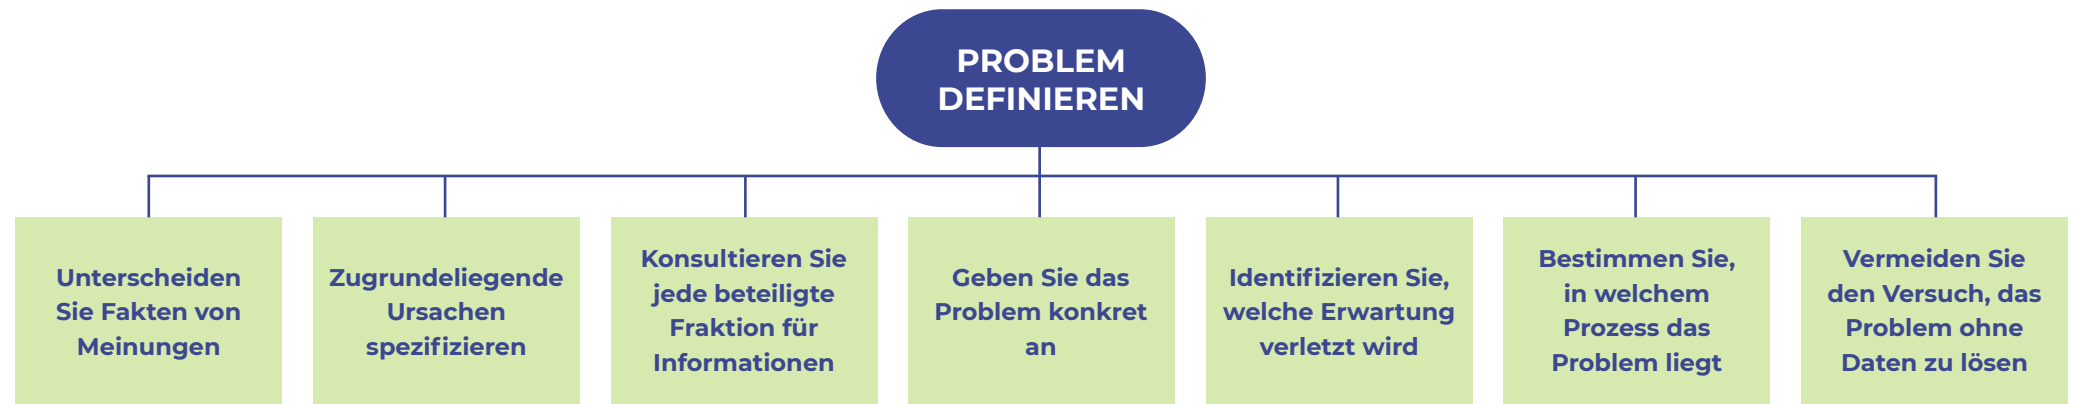 PROBLEM
DEFINIEREN
Unterscheiden
Sie Fakten von
Meinungen
Zugrundeliegende
Ursachen
spezifizieren
Konsultieren Sie
jede beteiligte
Fraktion für
Informationen
Geben Sie das
Problem konkret
an
Identifizieren Sie,
welche Erwartung
verletzt wird
Bestimmen Sie,
in welchem
Prozess das
Problem liegt
Vermeiden Sie
den Versuch, das
Problem ohne
Daten zu lösen